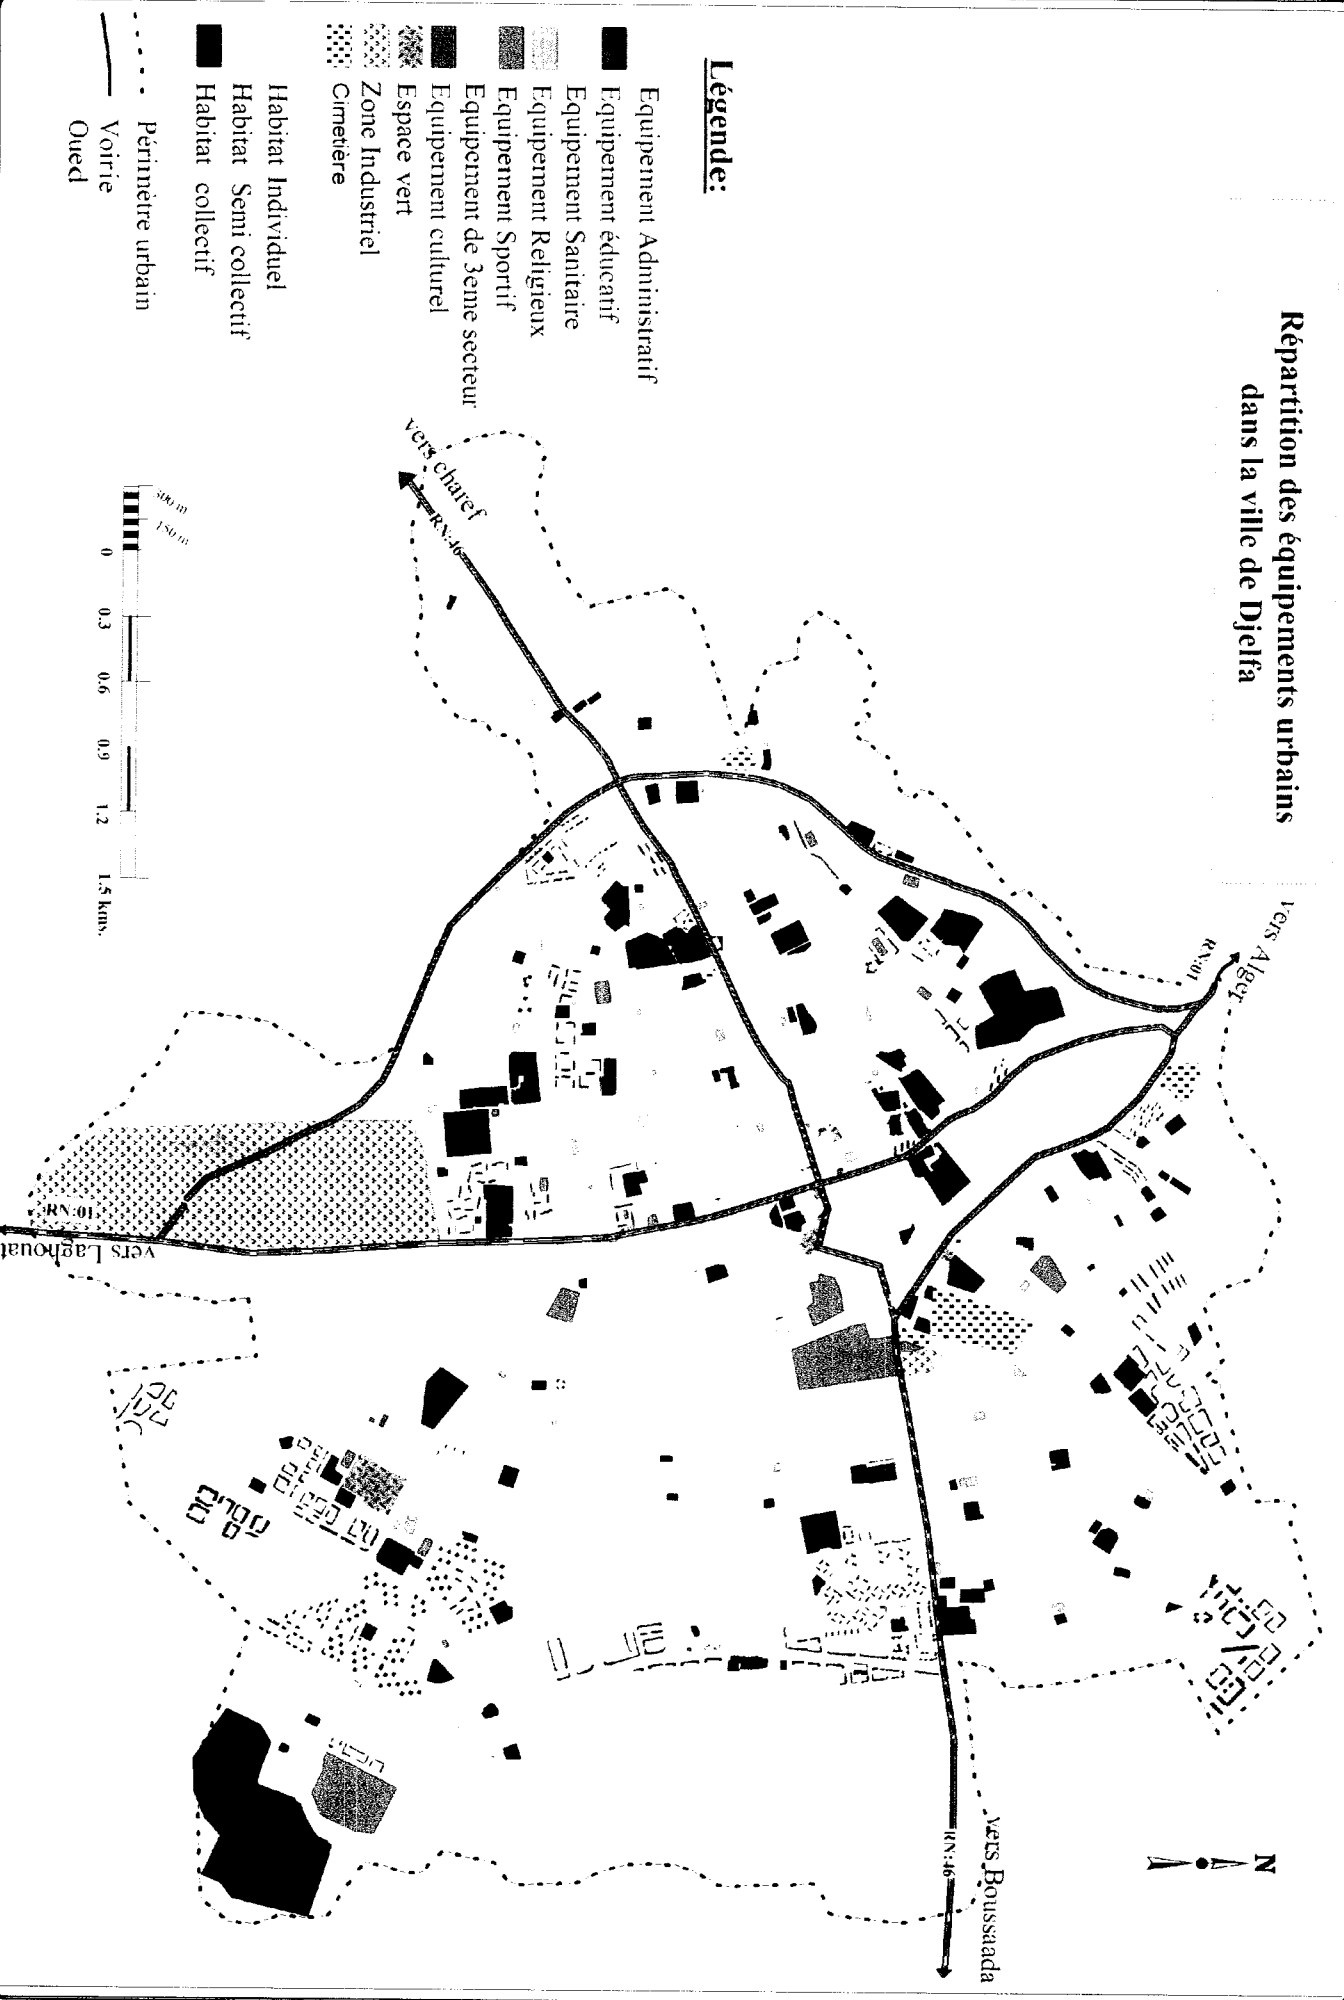 Répartition des équipements urbains
dans la ville de Djelfa
Légende:
Equipement Administratif
Equipement éducatif
Equipement Sanitaire
Equipement Religieux
Equipement Sportif
Equipement de 3eme secteur
Equipement culturel
Espace vert
Zone Industriel
Cimetière
Habitat Individuel
Habitat Semi collectif
Habitat collectif
Périmètre urbain
Voirie
Oued
300 m
150 m
0
0.3
0.6
0.9
1.2
1.5 kms.
vers charef
RN:46
vers Alger
RN:01
RN:01
vers Laghouat
vers Boussaada
RN:46
N